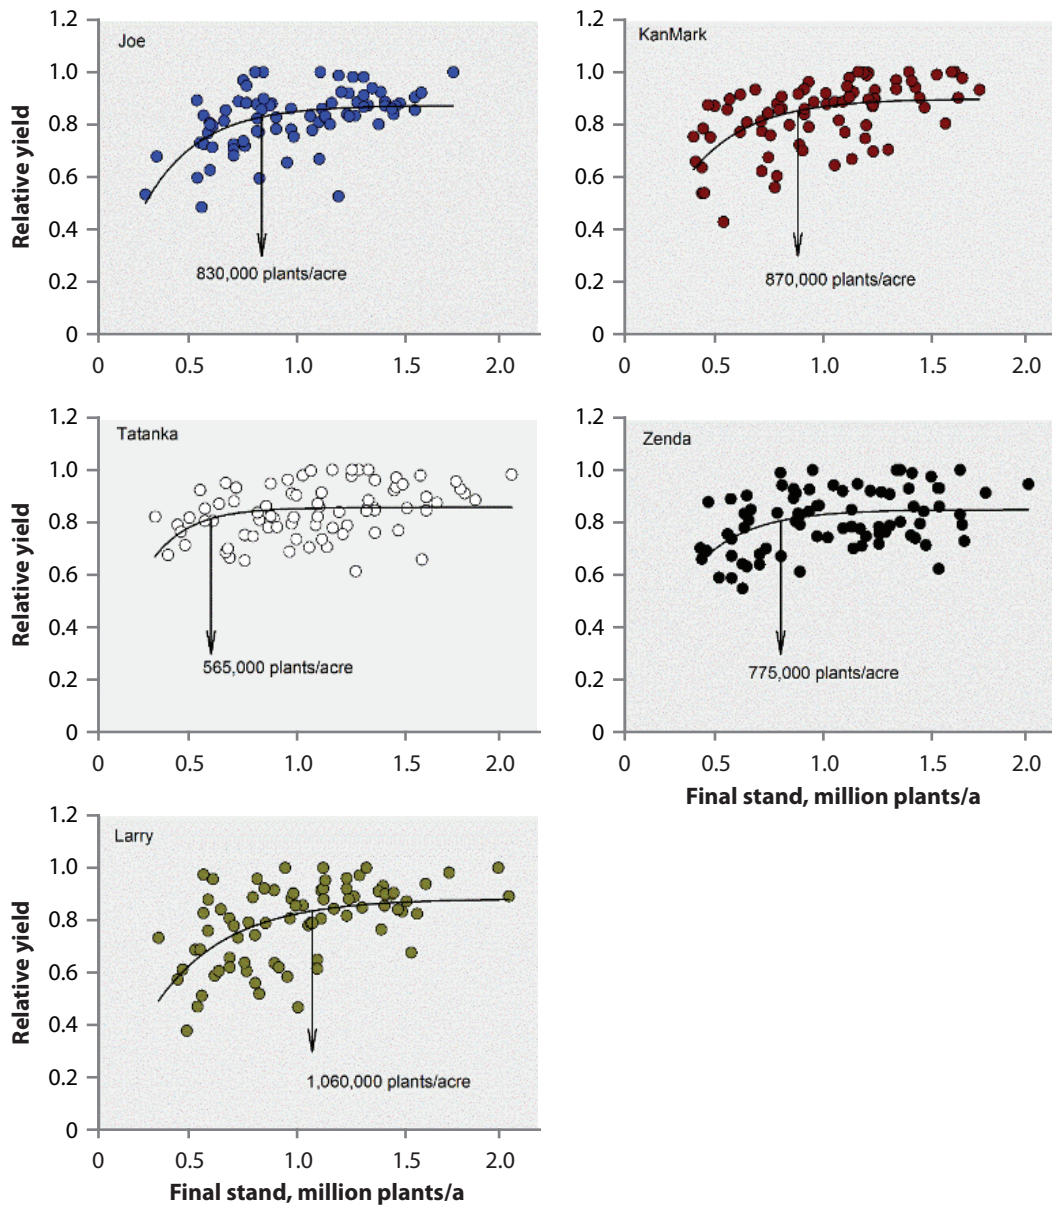 Joe
Relative yield
1.2
1.0
0.8
0.6
0.4
0.2
0
830,000 plants/acre
0 0.5 1.0 1.5 2.0
KanMark
1.2
1.0
0.8
0.6
0.4
0.2
0
870,000 plants/acre
0 0.5 1.0 1.5 2.0
Tatanka
Relative yield
1.2
1.0
0.8
0.6
0.4
0.2
0
565,000 plants/acre
0 0.5 1.0 1.5 2.0
Zenda
1.2
1.0
0.8
0.6
0.4
0.2
0
775,000 plants/acre
0 0.5 1.0 1.5 2.0
Final stand, million plants/a
Larry
Relative yield
1.2
1.0
0.8
0.6
0.4
0.2
0
1,060,000 plants/acre
0 0.5 1.0 1.5 2.0
Final stand, million plants/a